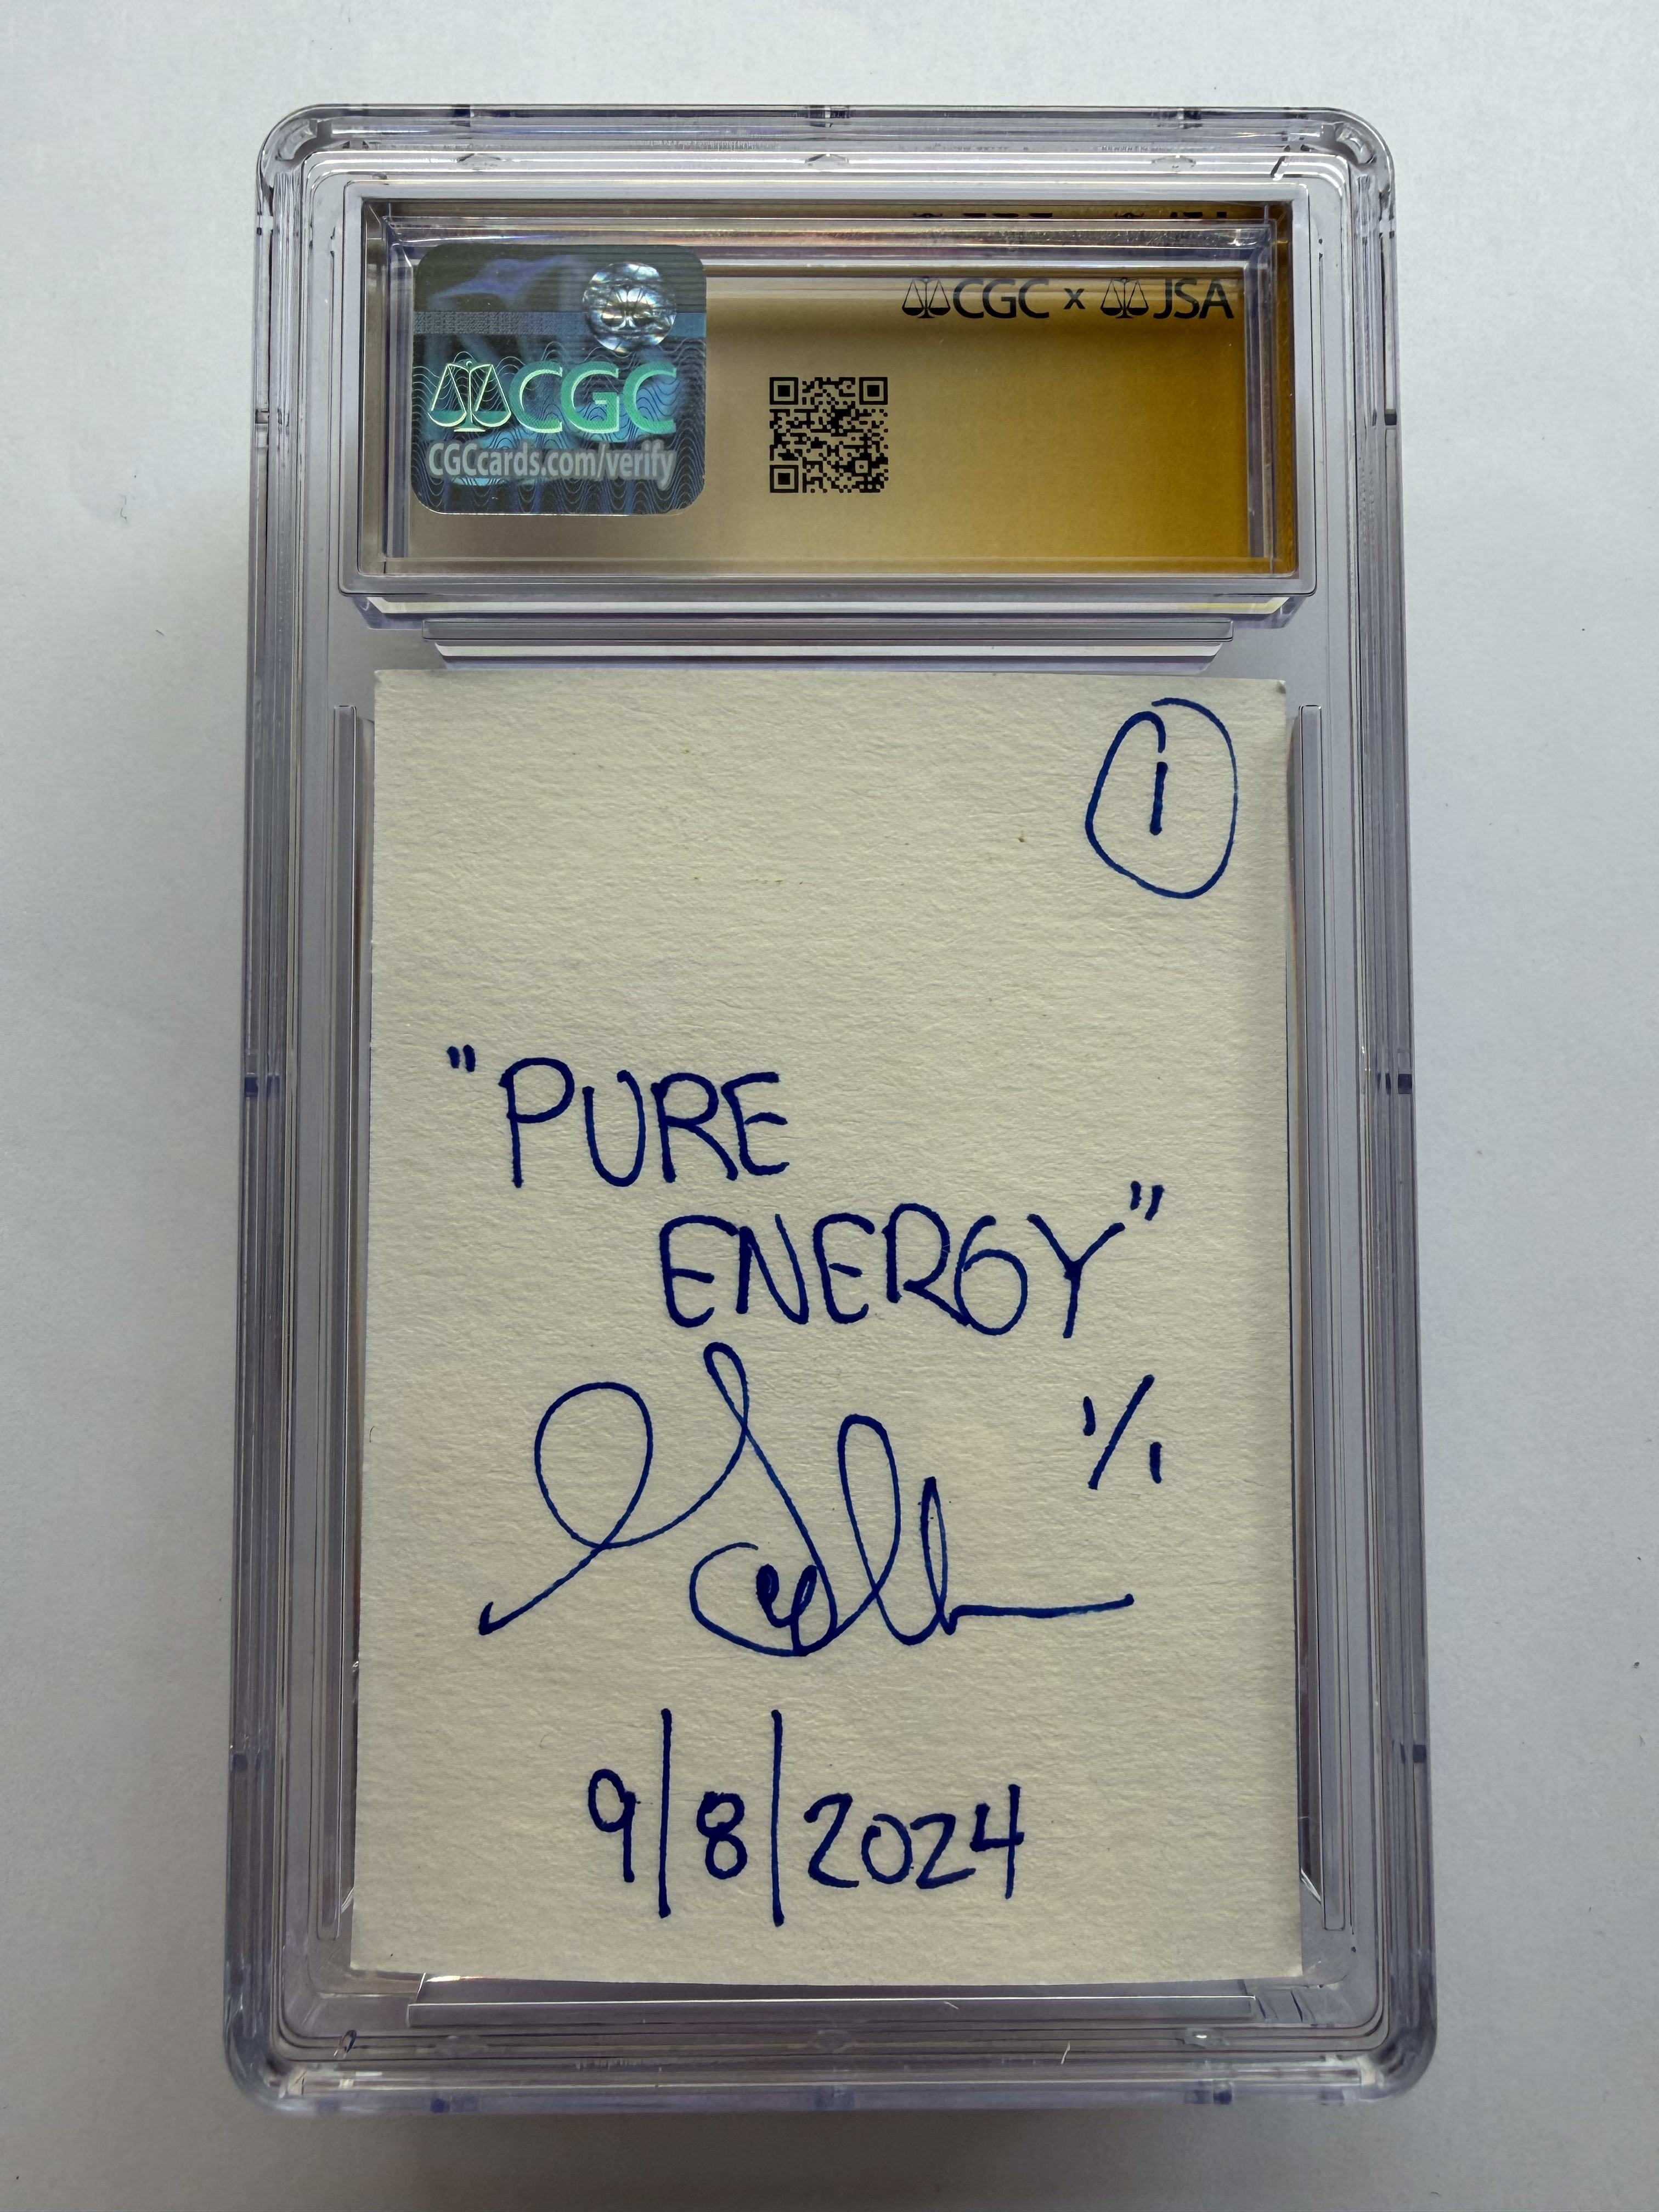 CGC x JSA
CGC
CGCcards.com/verify
1
"PURE
ENERGY"
1/1
9/8/2024